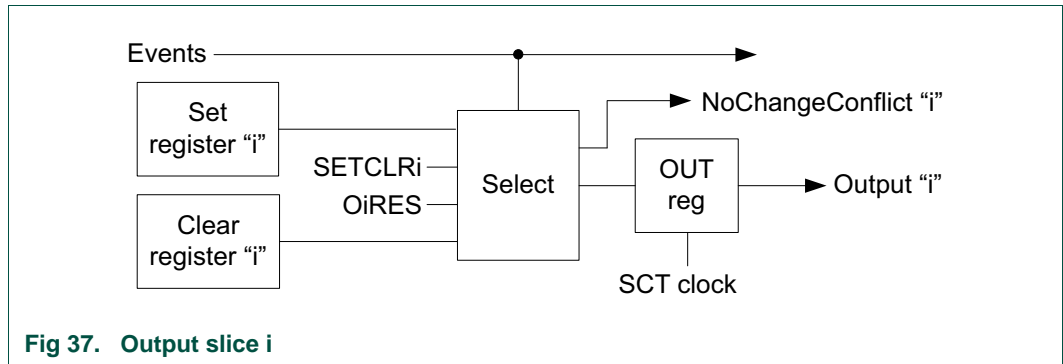 Events
Set
register “i”
NoChangeConflict “i”
SETCLRi
Select
OUT
reg
Output “i”
OiRES
Clear
register “i”
SCT clock
Fig 37. Output slice i